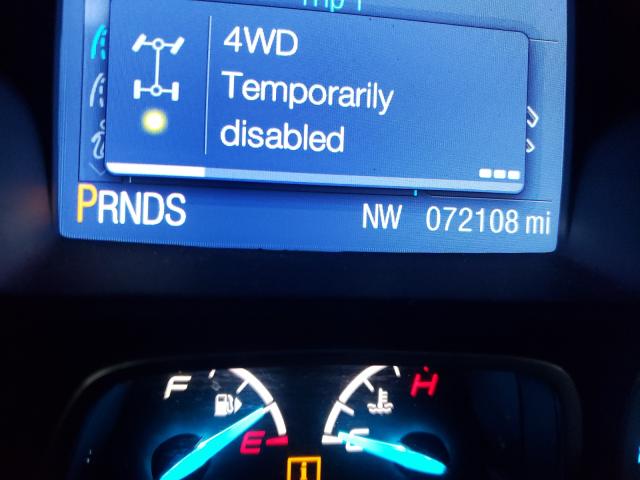 4WD
Temporarily
disabled
PRNDS NW 072108 mi
F H
E C